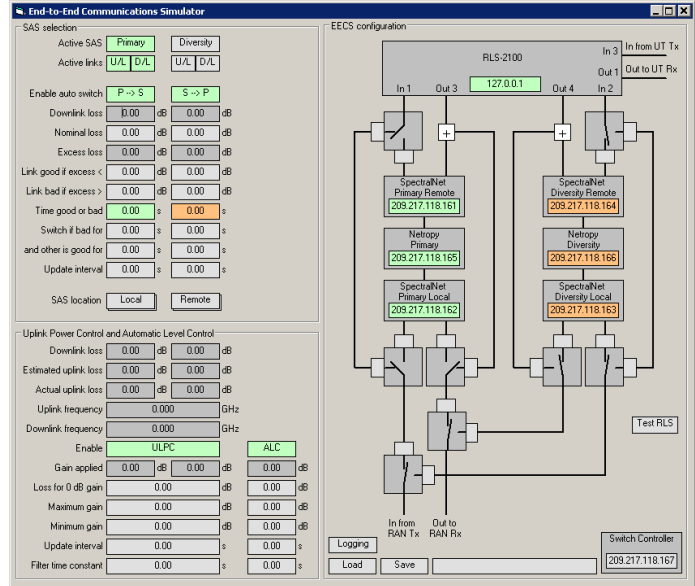 End-to-End Communications Simulator
SAS selection
Active SAS Primary Diversity
Active links U/L D/L U/L D/L
Enable auto switch P --> S S --> P
Downlink loss 0.00 dB 0.00 dB
Nominal loss 0.00 dB 0.00 dB
Excess loss 0.00 dB 0.00 dB
Link good if excess < 0.00 dB 0.00 dB
Link bad if excess > 0.00 dB 0.00 dB
Time good or bad 0.00 s 0.00 s
Switch if bad for 0.00 s 0.00 s
and other is good for 0.00 s 0.00 s
Update interval 0.00 s 0.00 s
SAS location Local Remote
Uplink Power Control and Automatic Level Control
Downlink loss 0.00 dB 0.00 dB
Estimated uplink loss 0.00 dB 0.00 dB
Actual uplink loss 0.00 dB 0.00 dB
Uplink frequency 0.000 GHz
Downlink frequency 0.000 GHz
Enable ULPC ALC
Gain applied 0.00 dB 0.00 dB 0.00 dB
Loss for 0 dB gain 0.00 dB 0.00 dB
Maximum gain 0.00 dB 0.00 dB
Minimum gain 0.00 dB 0.00 dB
Update interval 0.00 s 0.00 s
Filter time constant 0.00 s 0.00 s
EECS configuration
RLS-2100
In 3 In from UT Tx
Out 1 Out to UT Rx
127.0.0.1
In 1 Out 3 Out 4 In 2
+ +
SpectralNet
Primary Remote
209.217.118.161
SpectralNet
Diversity Remote
209.217.118.164
Netropy
Primary
209.217.118.165
Netropy
Diversity
209.217.118.166
SpectralNet
Primary Local
209.217.118.162
SpectralNet
Diversity Local
209.217.118.163
Test RLS
In from
RAN Tx
Out to
RAN Rx
Logging
Load Save
Switch Controller
209.217.118.167